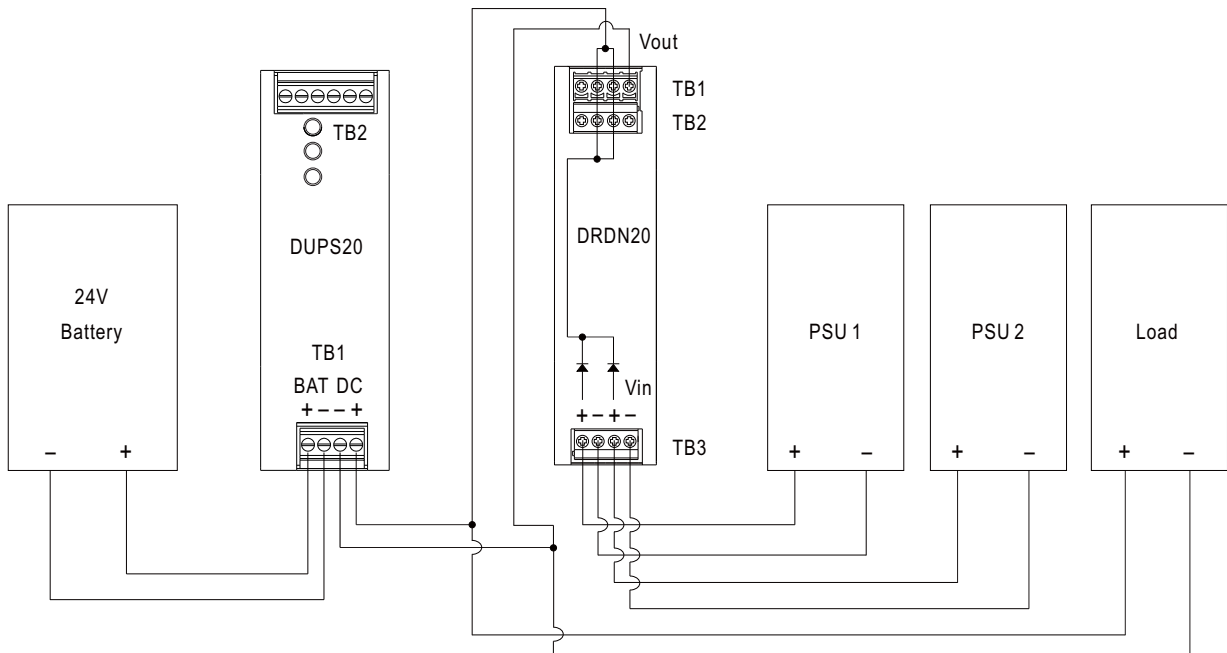 Vout
TB1
TB2
TB2
DUPS20
DRDN20
24V
Battery
PSU 1
PSU 2
Load
TB1
BAT DC
+ − − +
Vin
+ − + −
TB3
− +
+ −
+ −
+ −